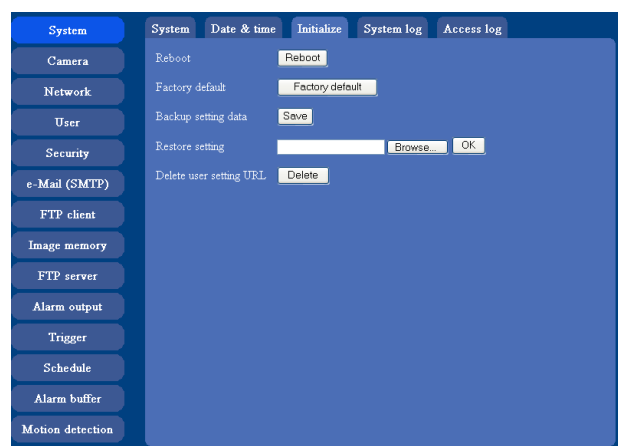 System
Camera
Network
User
Security
e-Mail (SMTP)
FTP client
Image memory
FTP server
Alarm output
Trigger
Schedule
Alarm buffer
Motion detection
System Date & time Initialize System log Access log
Reboot Reboot
Factory default Factory default
Backup setting data Save
Restore setting Browse... OK
Delete user setting URL Delete